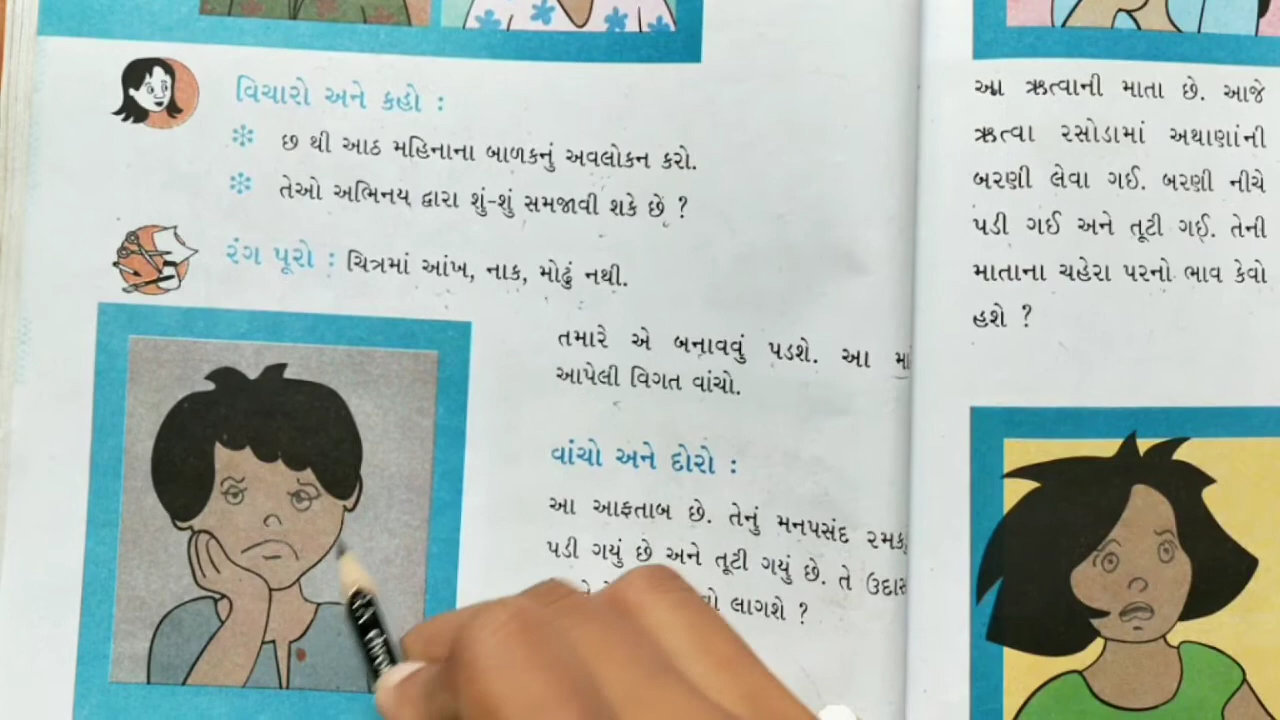 વિચારો અને કહો :
છ થી આઠ મહિનાના બાળકનું અવલોકન કરો.
તેઓ અભિનય દ્વારા શું-શું સમજાવી શકે છે ?
રંગ પૂરો : ચિત્રમાં આંખ, નાક, મોઢું નથી.
તમારે એ બનાવવું પડશે. આ
આપેલી વિગત વાંચો.
વાંચો અને દોરો :
આ આફતાબ છે. તેનું મનપસંદ રમક
પડી ગયું છે અને તૂટી ગયું છે. તે ઉદાસ
લાગશે ?
આ ઋત્વાની માતા છે. આજે
ઋત્વા રસોડામાં અથાણાંની
બરણી લેવા ગઈ. બરણી નીચે
પડી ગઈ અને તૂટી ગઈ. તેની
માતાના ચહેરા પરનો ભાવ કેવો
હશે ?